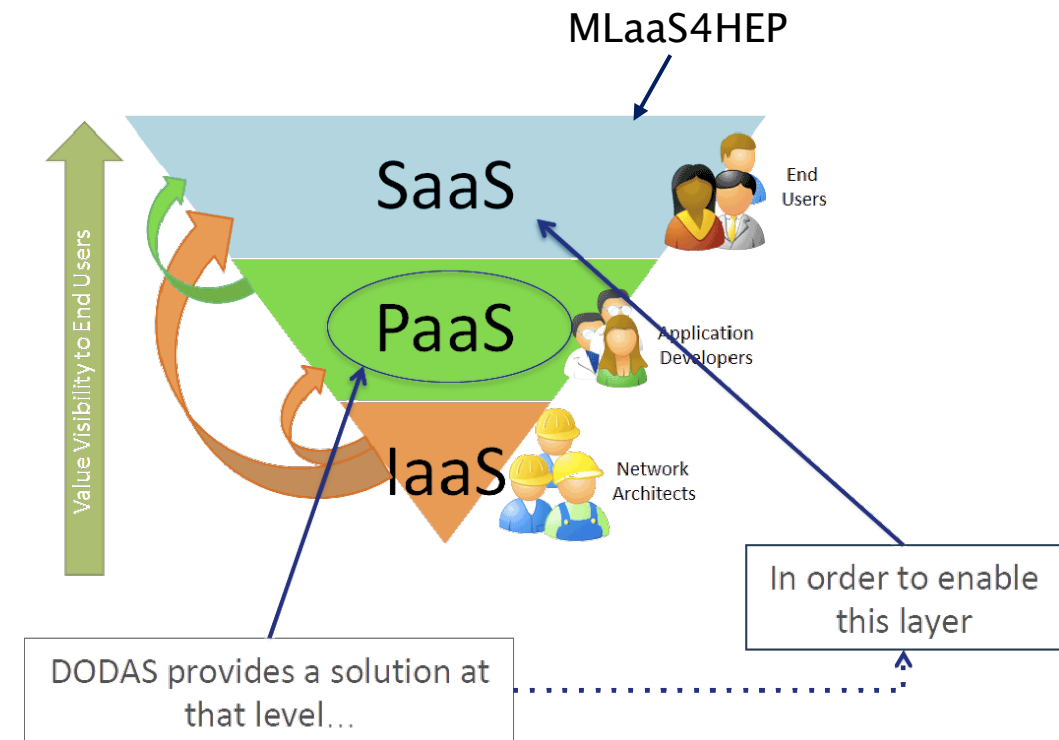 MLaaS4HEP
SaaS
End
Users
Value Visibility to End Users
PaaS
Application
Developers
IaaS
Network
Architects
In order to enable
this layer
DODAS provides a solution at
that level...